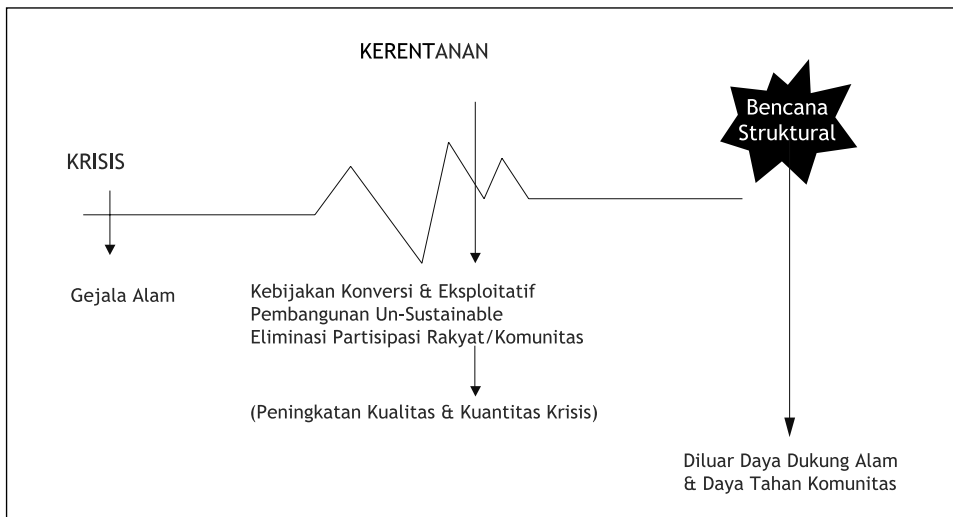 KERENTANAN
Bencana
Struktural
KRISIS
Gejala Alam
Kebijakan Konversi & Eksploitatif
Pembangunan Un-Sustainable
Eliminasi Partisipasi Rakyat/Komunitas
(Peningkatan Kualitas & Kuantitas Krisis)
Diluar Daya Dukung Alam
& Daya Tahan Komunitas